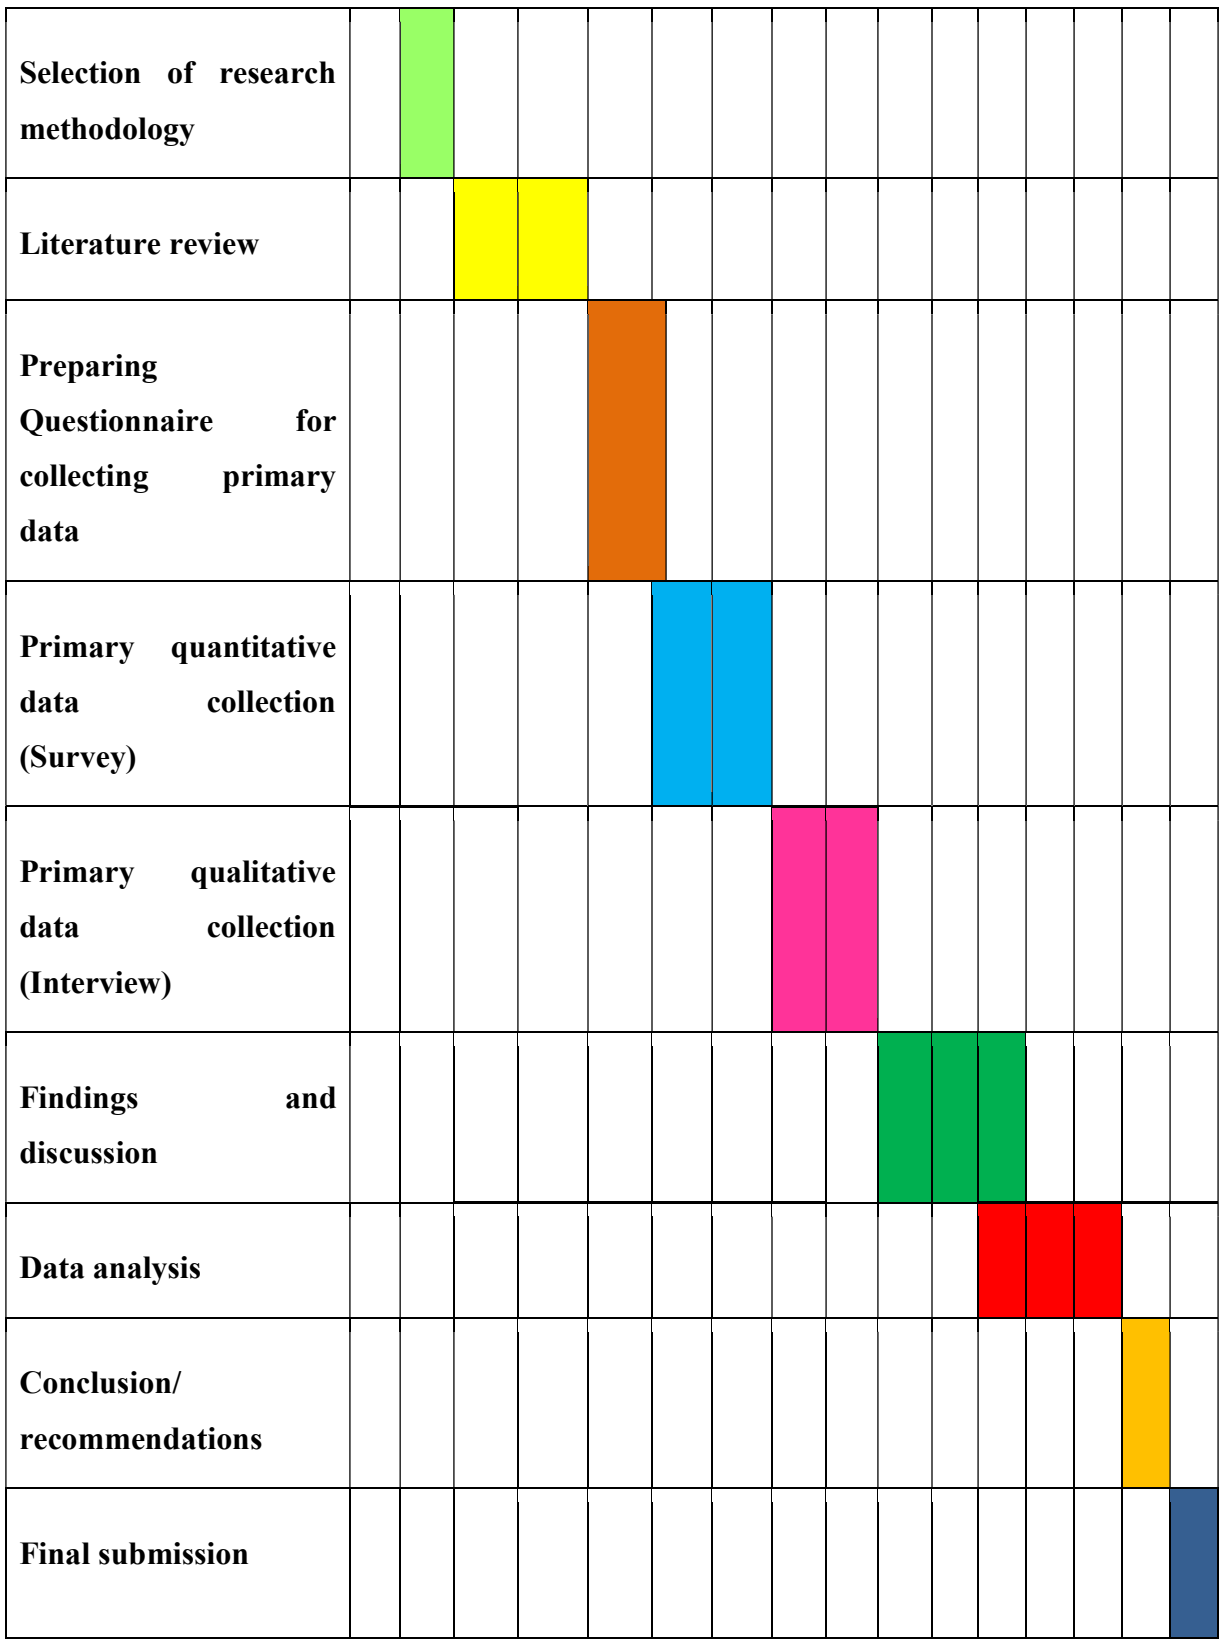 Selection of research
methodology
Literature review
Preparing
Questionnaire for
collecting primary
data
Primary quantitative
data collection
(Survey)
Primary qualitative
data collection
(Interview)
Findings and
discussion
Data analysis
Conclusion/
recommendations
Final submission